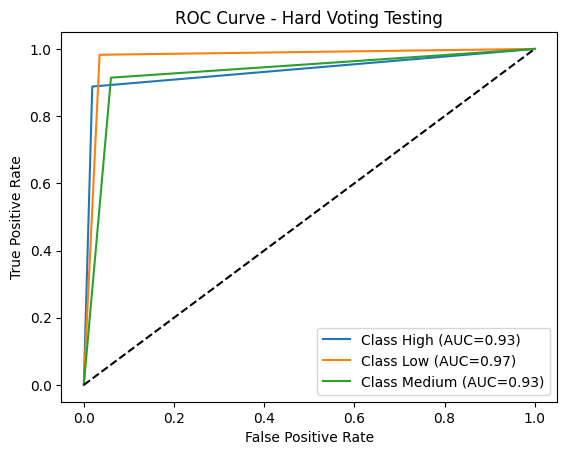 ROC Curve - Hard Voting Testing
True Positive Rate
1.0
0.8
0.6
0.4
0.2
0.0
Class High (AUC=0.93)
Class Low (AUC=0.97)
Class Medium (AUC=0.93)
0.0 0.2 0.4 0.6 0.8 1.0
False Positive Rate